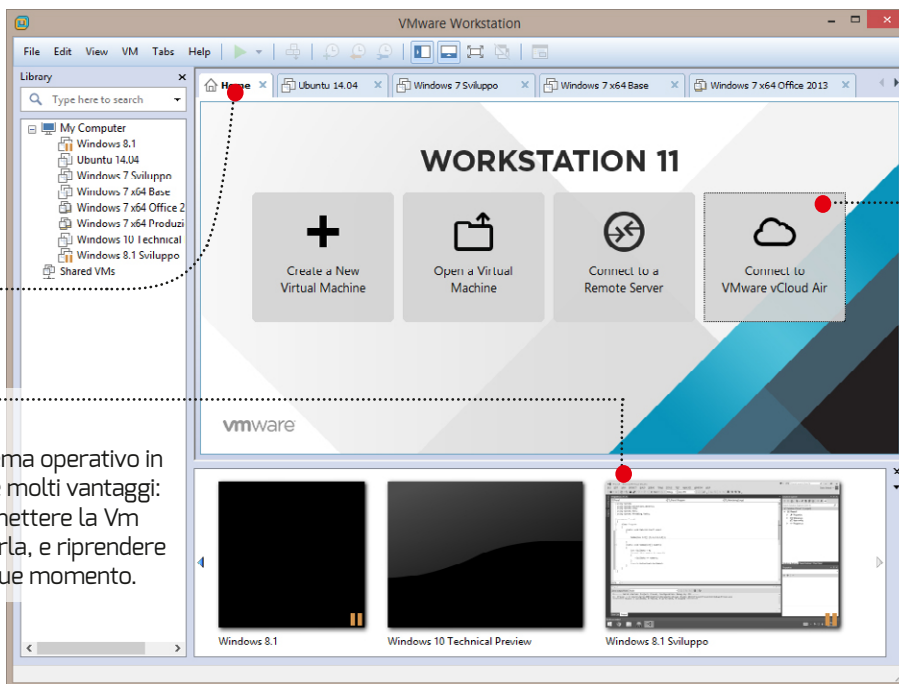 VMware Workstation
File Edit View VM Tabs Help
Library
Type here to search
My Computer
Windows 8.1
Ubuntu 14.04
Windows 7 Sviluppo
Windows 7 x64 Base
Windows 7 x64 Office 2
Windows 7 x64 Produzi
Windows 10 Technical
Windows 8.1 Sviluppo
Shared VMs
Home Ubuntu 14.04 Windows 7 Sviluppo Windows 7 x64 Base Windows 7 x64 Office 2013
WORKSTATION 11
Create a New
Virtual Machine
Open a Virtual
Machine
Connect to a
Remote Server
Connect to
VMware vCloud Air
vmware
ema operativo in
e molti vantaggi:
mettere la Vm
rla, e riprendere
ue momento.
Windows 8.1
Windows 10 Technical Preview
Windows 8.1 Sviluppo